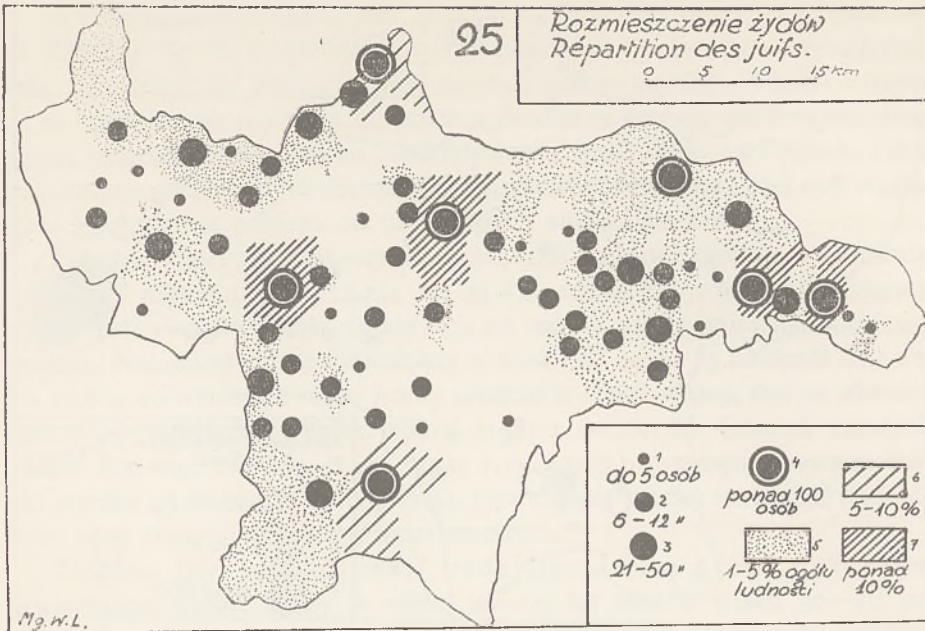 25
Rozmieszczenie żydów
Répartition des juifs.
0 5 10 15 km
1
do 5 osób
2
6-12 "
3
21-50 "
4
ponad 100
osób
5
1-5% ogółu
ludności
6
5-10%
7
ponad
10%
Mg.W.L.